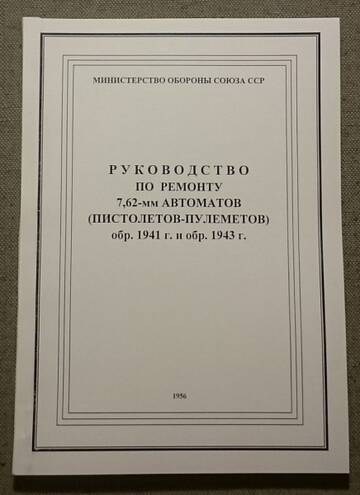 МИНИСТЕРСТВО ОБОРОНЫ СОЮЗА ССР
РУКОВОДСТВО
ПО РЕМОНТУ
7,62-мм АВТОМАТОВ
(ПИСТОЛЕТОВ-ПУЛЕМЕТОВ)
обр. 1941 г. и обр. 1943 г.
1956